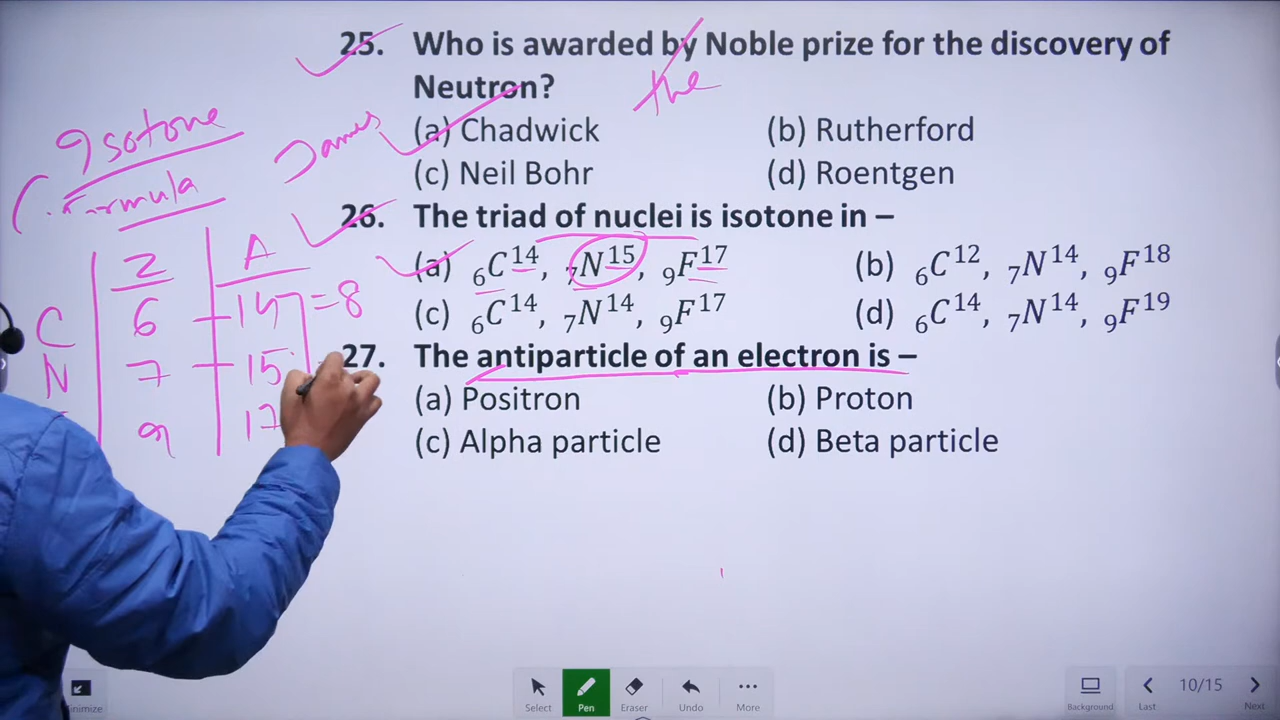 25. Who is awarded by Noble prize for the discovery of
Neutron?
the
(a) Chadwick (b) Rutherford
James
(c) Neil Bohr (d) Roentgen
26. The triad of nuclei is isotone in –
(a) ₆C¹⁴, ₇N¹⁵, ₉F¹⁷ (b) ₆C¹², ₇N¹⁴, ₉F¹⁸
(c) ₆C¹⁴, ₇N¹⁴, ₉F¹⁷ (d) ₆C¹⁴, ₇N¹⁴, ₉F¹⁹
27. The antiparticle of an electron is –
(a) Positron (b) Proton
(c) Alpha particle (d) Beta particle
Isotone
Formula
Z A
C 6 – 14 = 8
N 7 – 15
9 17
Select Pen Eraser Undo More
Background Last 10/15 Next